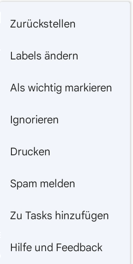 Zurückstellen
Labels ändern
Als wichtig markieren
Ignorieren
Drucken
Spam melden
Zu Tasks hinzufügen
Hilfe und Feedback